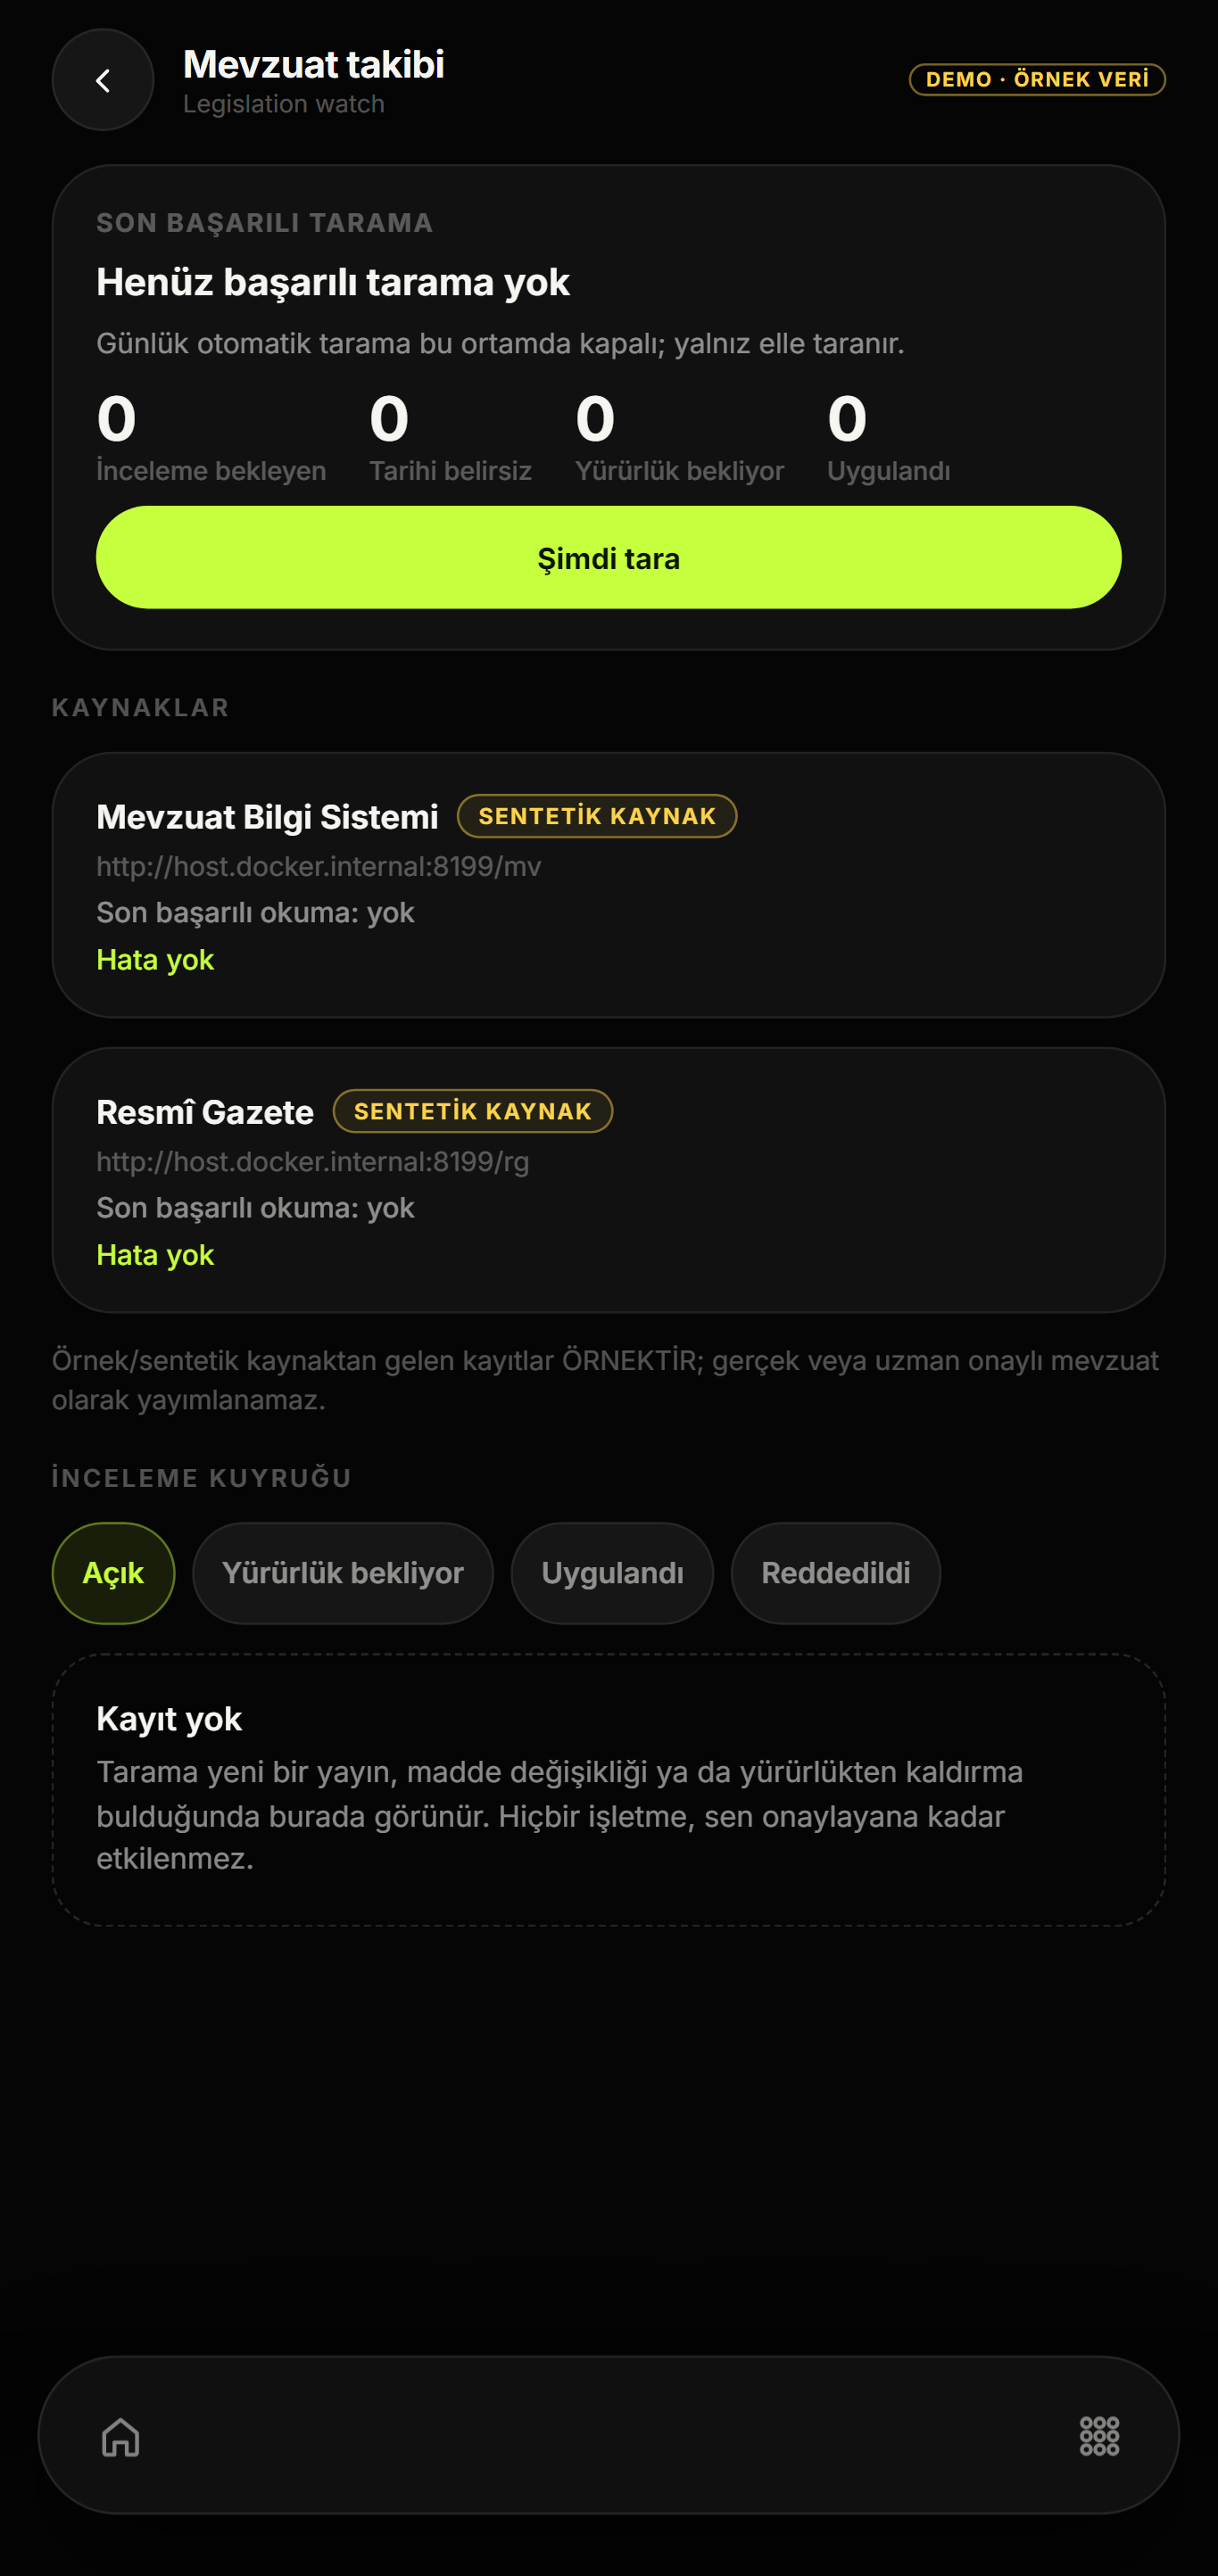 Mevzuat takibi
Legislation watch
DEMO · ÖRNEK VERİ
SON BAŞARILI TARAMA
Henüz başarılı tarama yok
Günlük otomatik tarama bu ortamda kapalı; yalnız elle taranır.
0 0 0 0
İnceleme bekleyen Tarihi belirsiz Yürürlük bekliyor Uygulandı
Şimdi tara
KAYNAKLAR
Mevzuat Bilgi Sistemi SENTETİK KAYNAK
http://host.docker.internal:8199/mv
Son başarılı okuma: yok
Hata yok
Resmî Gazete SENTETİK KAYNAK
http://host.docker.internal:8199/rg
Son başarılı okuma: yok
Hata yok
Örnek/sentetik kaynaktan gelen kayıtlar ÖRNEKTİR; gerçek veya uzman onaylı mevzuat
olarak yayımlanamaz.
İNCELEME KUYRUĞU
Açık Yürürlük bekliyor Uygulandı Reddedildi
Kayıt yok
Tarama yeni bir yayın, madde değişikliği ya da yürürlükten kaldırma
bulduğunda burada görünür. Hiçbir işletme, sen onaylayana kadar
etkilenmez.